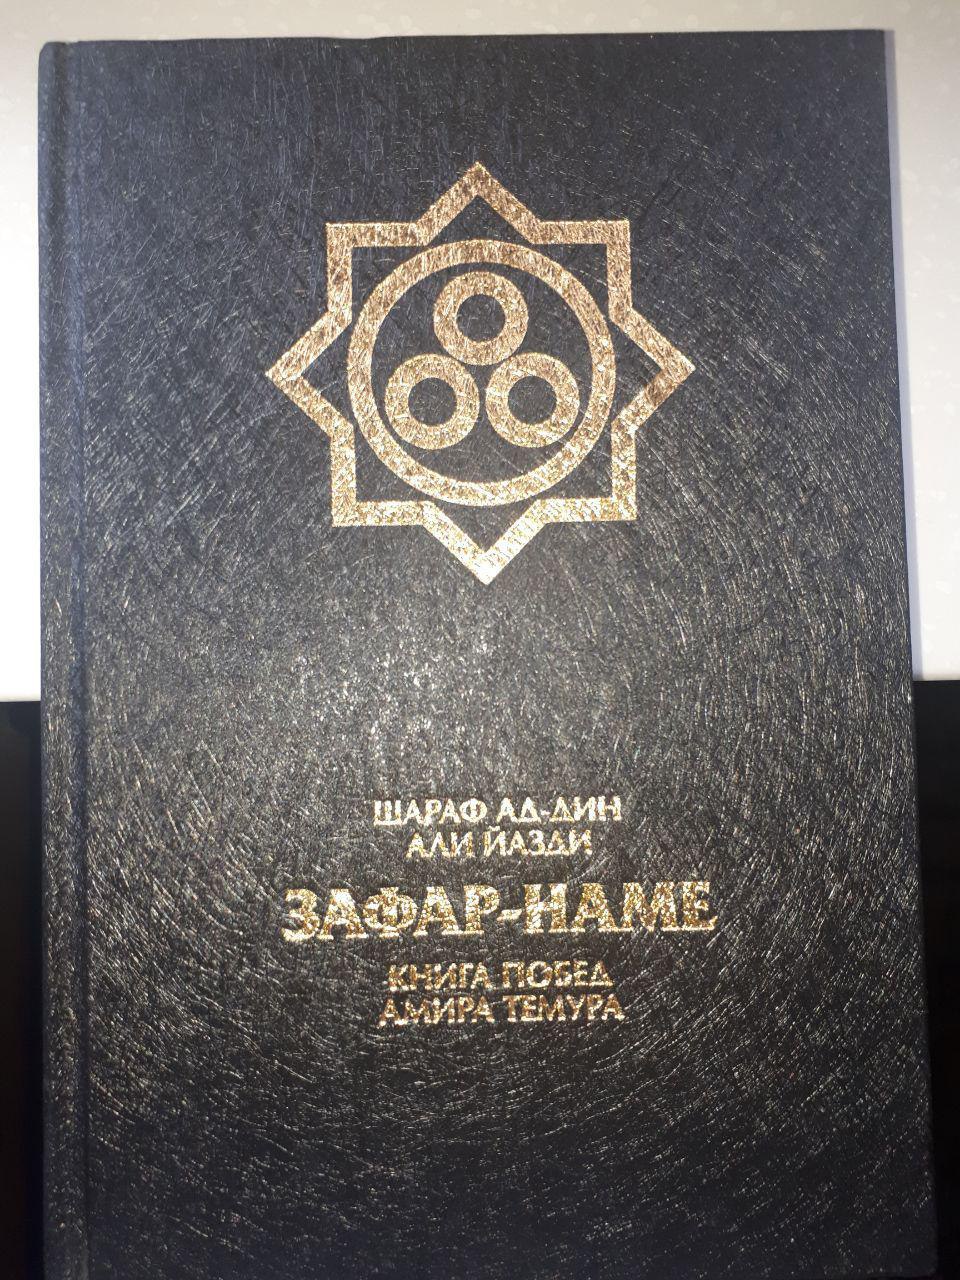 ШАРАФ АД-ДИН
АЛИ ЙАЗДИ
ЗАФАР-НАМЕ
КНИГА ПОБЕД
АМИРА ТЕМУРА